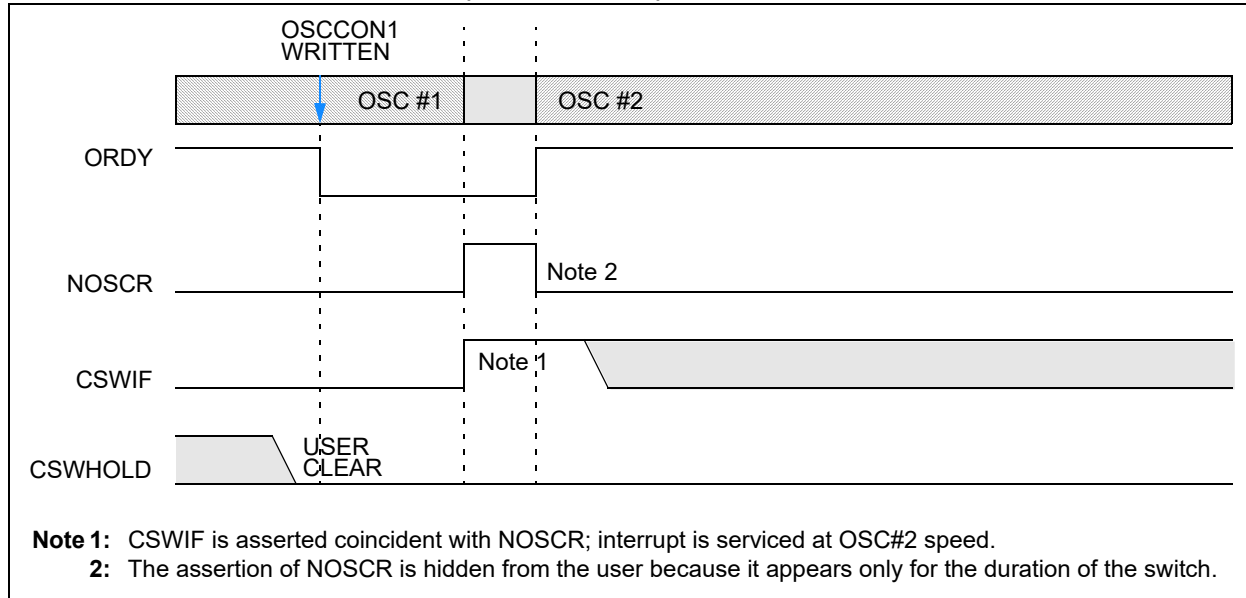 OSCCON1
WRITTEN
OSC #1
OSC #2
ORDY
NOSCR
Note 2
CSWIF
Note 1
CSWHOLD
USER
CLEAR
Note 1: CSWIF is asserted coincident with NOSCR; interrupt is serviced at OSC#2 speed.
2: The assertion of NOSCR is hidden from the user because it appears only for the duration of the switch.